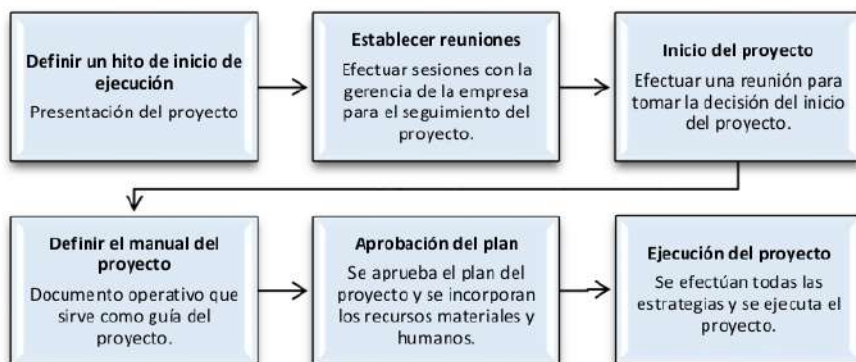 Definir un hito de inicio de
ejecución
Presentación del proyecto
Establecer reuniones
Efectuar sesiones con la
gerencia de la empresa
para el seguimiento del
proyecto.
Inicio del proyecto
Efectuar una reunión para
tomar la decisión del inicio
del proyecto.
Definir el manual del
proyecto
Documento operativo que
sirve como guía del
proyecto.
Aprobación del plan
Se aprueba el plan del
proyecto y se incorporan
los recursos materiales y
humanos.
Ejecución del proyecto
Se efectúan todas las
estrategias y se ejecuta el
proyecto.